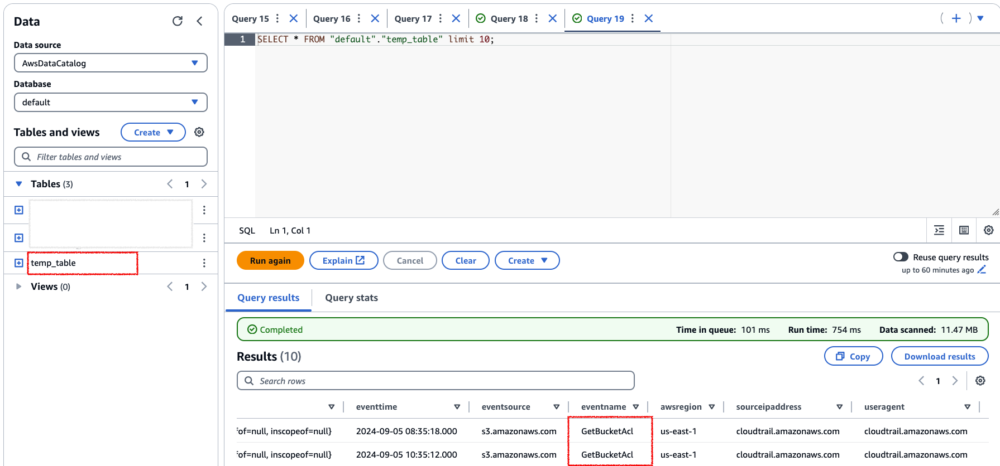 Data
Data source
AwsDataCatalog
Database
default
Tables and views
Create
Filter tables and views
Tables (3)
1
temp_table
Views (0)
1
Query 15
Query 16
Query 17
Query 18
Query 19
1 SELECT * FROM "default"."temp_table" limit 10;
SQL Ln 1, Col 1
Run again
Explain
Cancel
Clear
Create
Reuse query results
up to 60 minutes ago
Query results
Query stats
Completed
Time in queue: 101 ms Run time: 754 ms Data scanned: 11.47 MB
Results (10)
Copy
Download results
Search rows
1
eventtime eventsource eventname awsregion sourceipaddress useragent
fof=null, inscopeof=null} 2024-09-05 08:35:18.000 s3.amazonaws.com GetBucketAcl us-east-1 cloudtrail.amazonaws.com cloudtrail.amazonaws.com
fof=null, inscopeof=null} 2024-09-05 10:35:12.000 s3.amazonaws.com GetBucketAcl us-east-1 cloudtrail.amazonaws.com cloudtrail.amazonaws.com